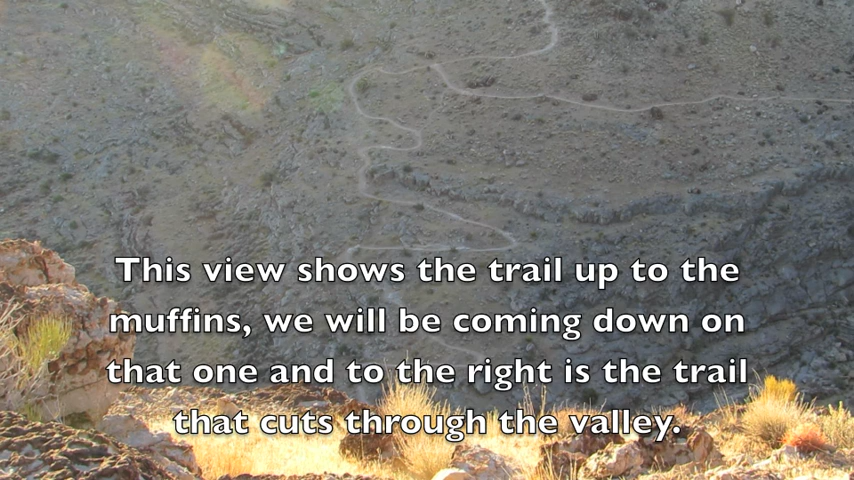 This view shows the trail up to the
muffins, we will be coming down on
that one and to the right is the trail
that cuts through the valley.